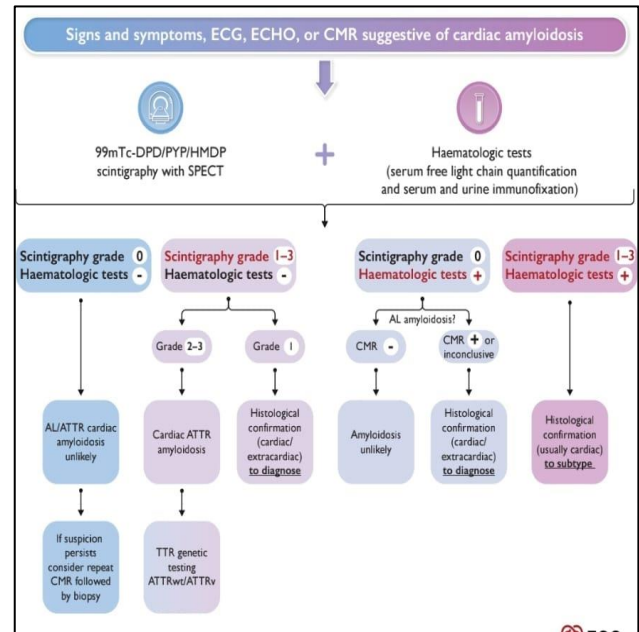 Signs and symptoms, ECG, ECHO, or CMR suggestive of cardiac amyloidosis
99mTc-DPD/PYP/HMDP
scintigraphy with SPECT
+
Haematologic tests
(serum free light chain quantification
and serum and urine immunofixation)
Scintigraphy grade 0
Haematologic tests -
Scintigraphy grade 1–3
Haematologic tests -
Scintigraphy grade 0
Haematologic tests +
Scintigraphy grade 1–3
Haematologic tests +
AL amyloidosis?
Grade 2–3
Grade 1
CMR -
CMR + or
inconclusive
AL/ATTR cardiac
amyloidosis
unlikely
Cardiac ATTR
amyloidosis
Histological
confirmation
(cardiac/
extracardiac)
to diagnose
Amyloidosis
unlikely
Histological
confirmation
(cardiac/
extracardiac)
to diagnose
Histological
confirmation
(usually cardiac)
to subtype
If suspicion
persists
consider repeat
CMR followed
by biopsy
TTR genetic
testing
ATTRwt/ATTRv